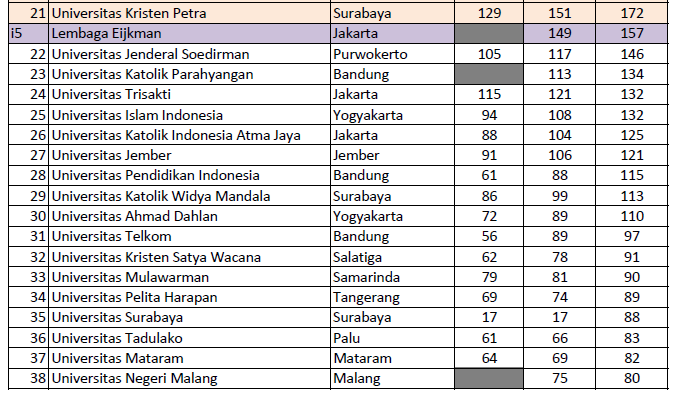 21 Universitas Kristen Petra Surabaya 129 151 172
i5 Lembaga Eijkman Jakarta 149 157
22 Universitas Jenderal Soedirman Purwokerto 105 117 146
23 Universitas Katolik Parahyangan Bandung 113 134
24 Universitas Trisakti Jakarta 115 121 132
25 Universitas Islam Indonesia Yogyakarta 94 108 132
26 Universitas Katolik Indonesia Atma Jaya Jakarta 88 104 125
27 Universitas Jember Jember 91 106 121
28 Universitas Pendidikan Indonesia Bandung 61 88 115
29 Universitas Katolik Widya Mandala Surabaya 86 99 113
30 Universitas Ahmad Dahlan Yogyakarta 72 89 110
31 Universitas Telkom Bandung 56 89 97
32 Universitas Kristen Satya Wacana Salatiga 62 78 91
33 Universitas Mulawarman Samarinda 79 81 90
34 Universitas Pelita Harapan Tangerang 69 74 89
35 Universitas Surabaya Surabaya 17 17 88
36 Universitas Tadulako Palu 61 66 83
37 Universitas Mataram Mataram 64 69 82
38 Universitas Negeri Malang Malang 75 80